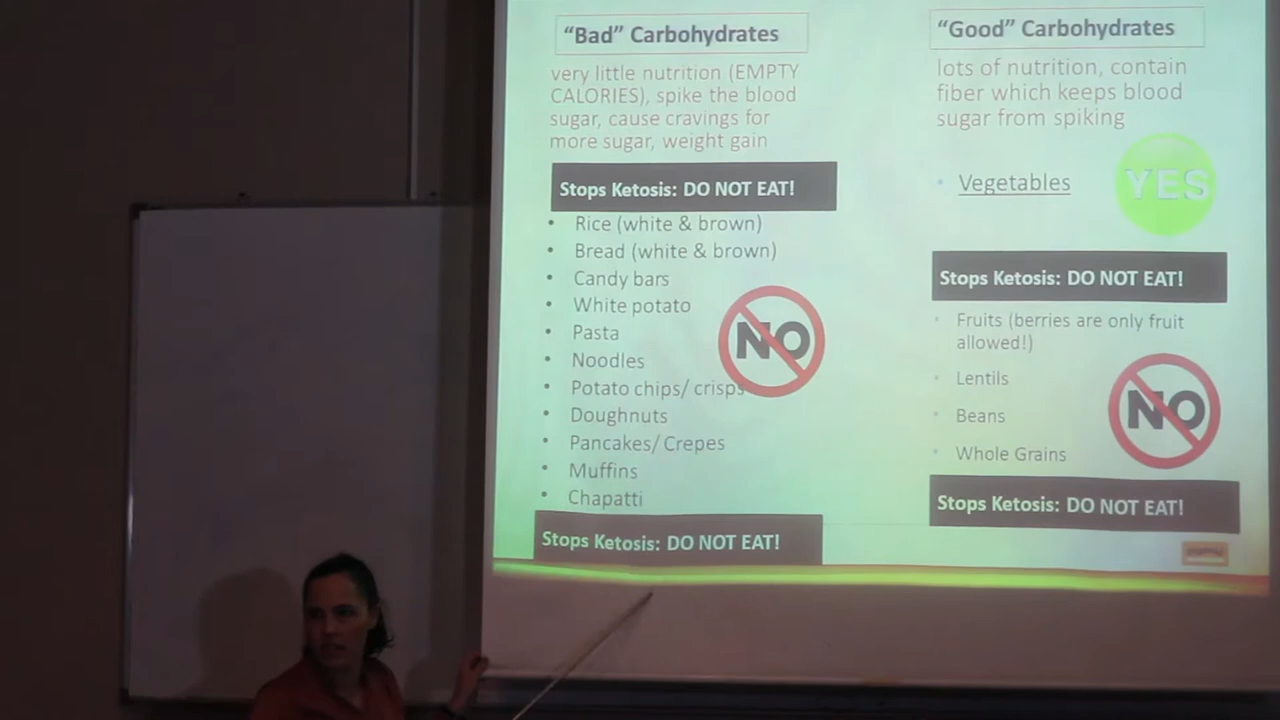 “Bad” Carbohydrates
very little nutrition (EMPTY
CALORIES), spike the blood
sugar, cause cravings for
more sugar, weight gain
Stops Ketosis: DO NOT EAT!
• Rice (white & brown)
• Bread (white & brown)
• Candy bars
• White potato
• Pasta
• Noodles
• Potato chips/ crisps
• Doughnuts
• Pancakes/ Crepes
• Muffins
• Chapatti
NO
Stops Ketosis: DO NOT EAT!
“Good” Carbohydrates
lots of nutrition, contain
fiber which keeps blood
sugar from spiking
• Vegetables
YES
Stops Ketosis: DO NOT EAT!
• Fruits (berries are only fruit
allowed!)
• Lentils
• Beans
• Whole Grains
NO
Stops Ketosis: DO NOT EAT!